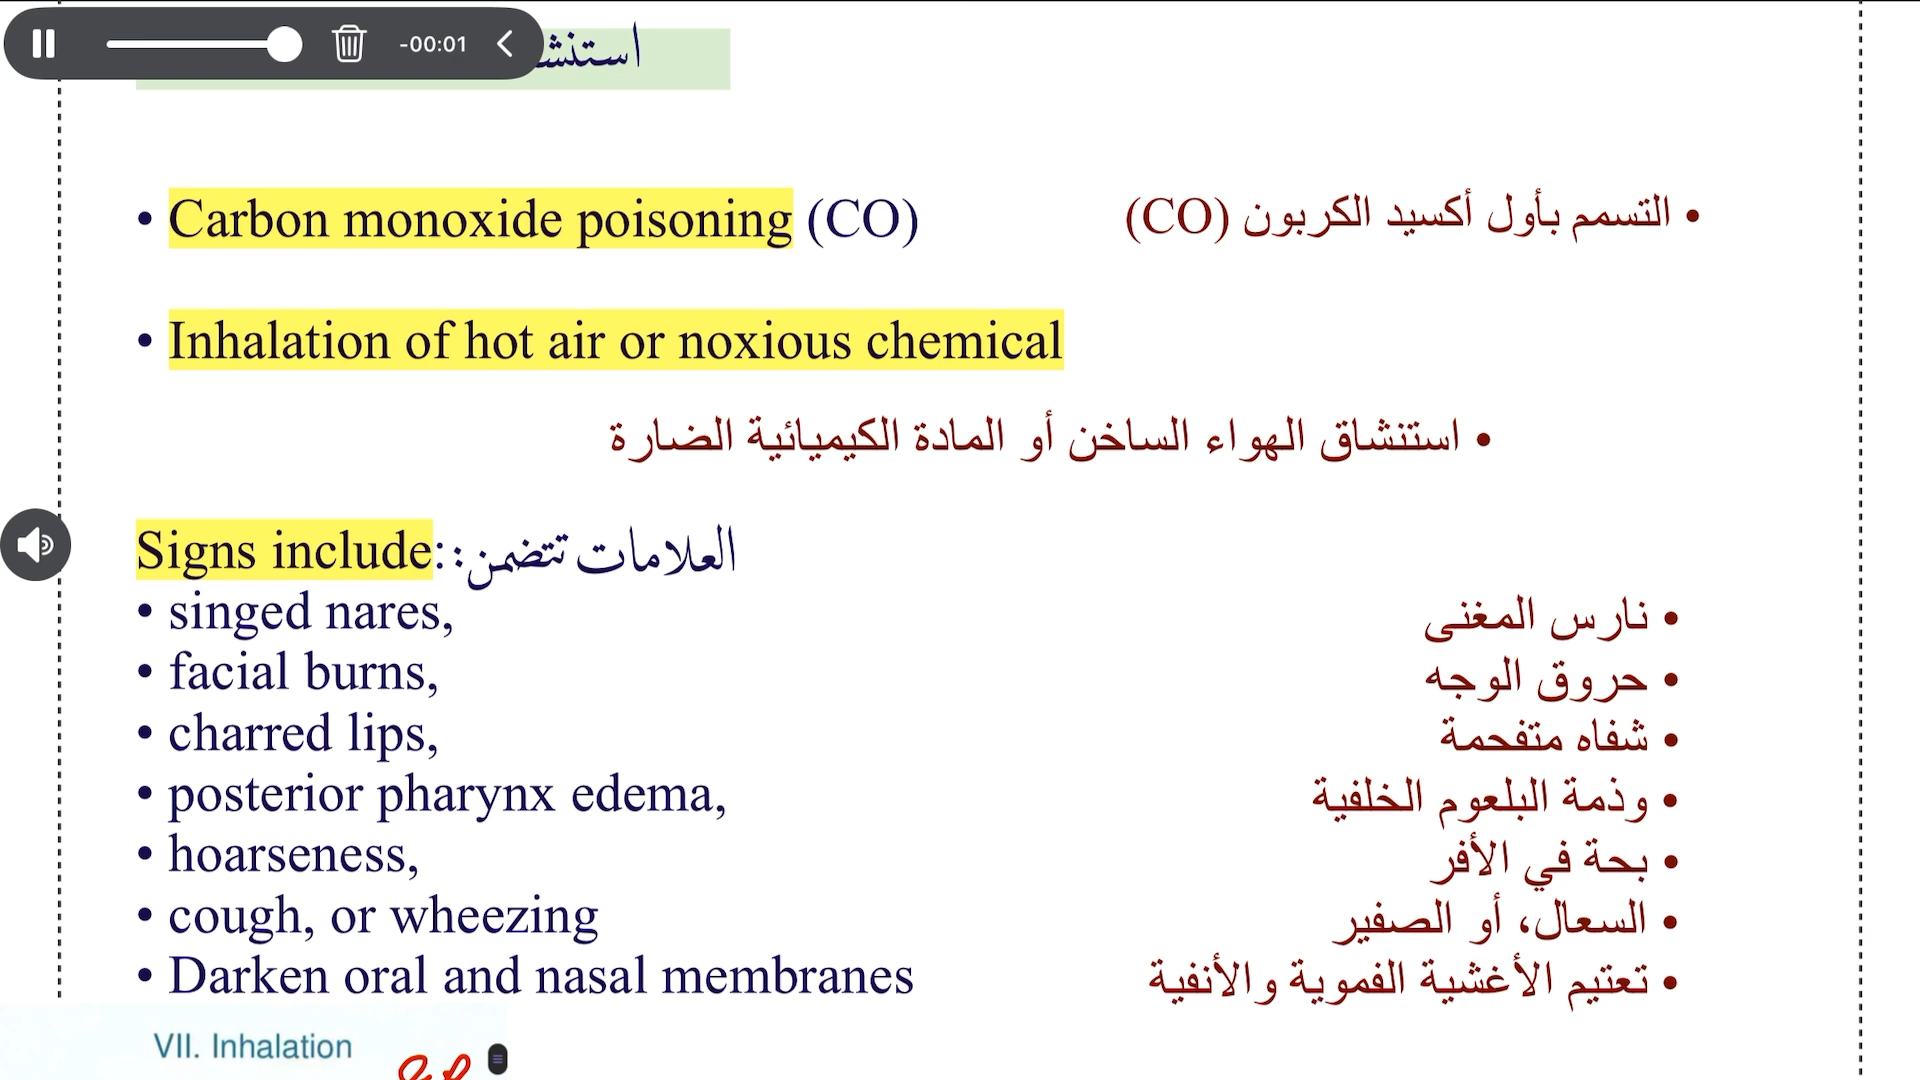 -00:01
• Carbon monoxide poisoning (CO)
• التسمم بأول أكسيد الكربون (CO)
• Inhalation of hot air or noxious chemical
• استنشاق الهواء الساخن أو المادة الكيميائية الضارة
Signs include: العلامات تتضمن:
• singed nares,
• نارس المغنى
• facial burns,
• حروق الوجه
• charred lips,
• شفاه متفحمة
• posterior pharynx edema,
• وذمة البلعوم الخلفية
• hoarseness,
• بحة في الأفر
• cough, or wheezing
• السعال، أو الصفير
• Darken oral and nasal membranes
• تعتيم الأغشية الفموية والأنفية
VII. Inhalation